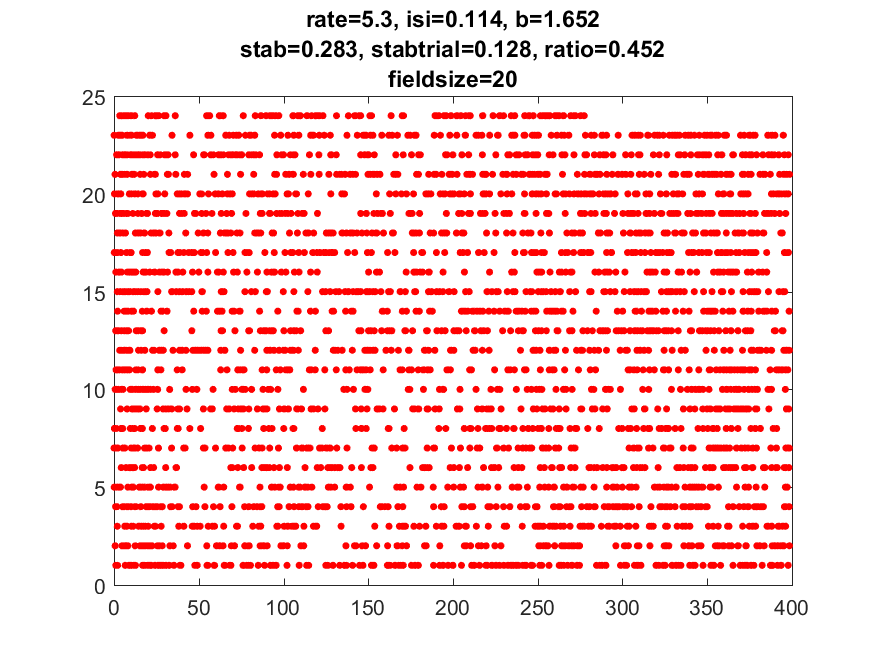 rate=5.3, isi=0.114, b=1.652
stab=0.283, stabtrial=0.128, ratio=0.452
fieldsize=20
25
20
15
10
5
0
0 50 100 150 200 250 300 350 400